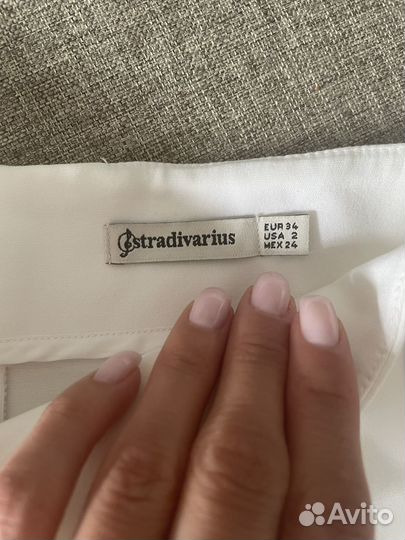 stradivarius
EUR 34
USA 2
MEX 24
Avito